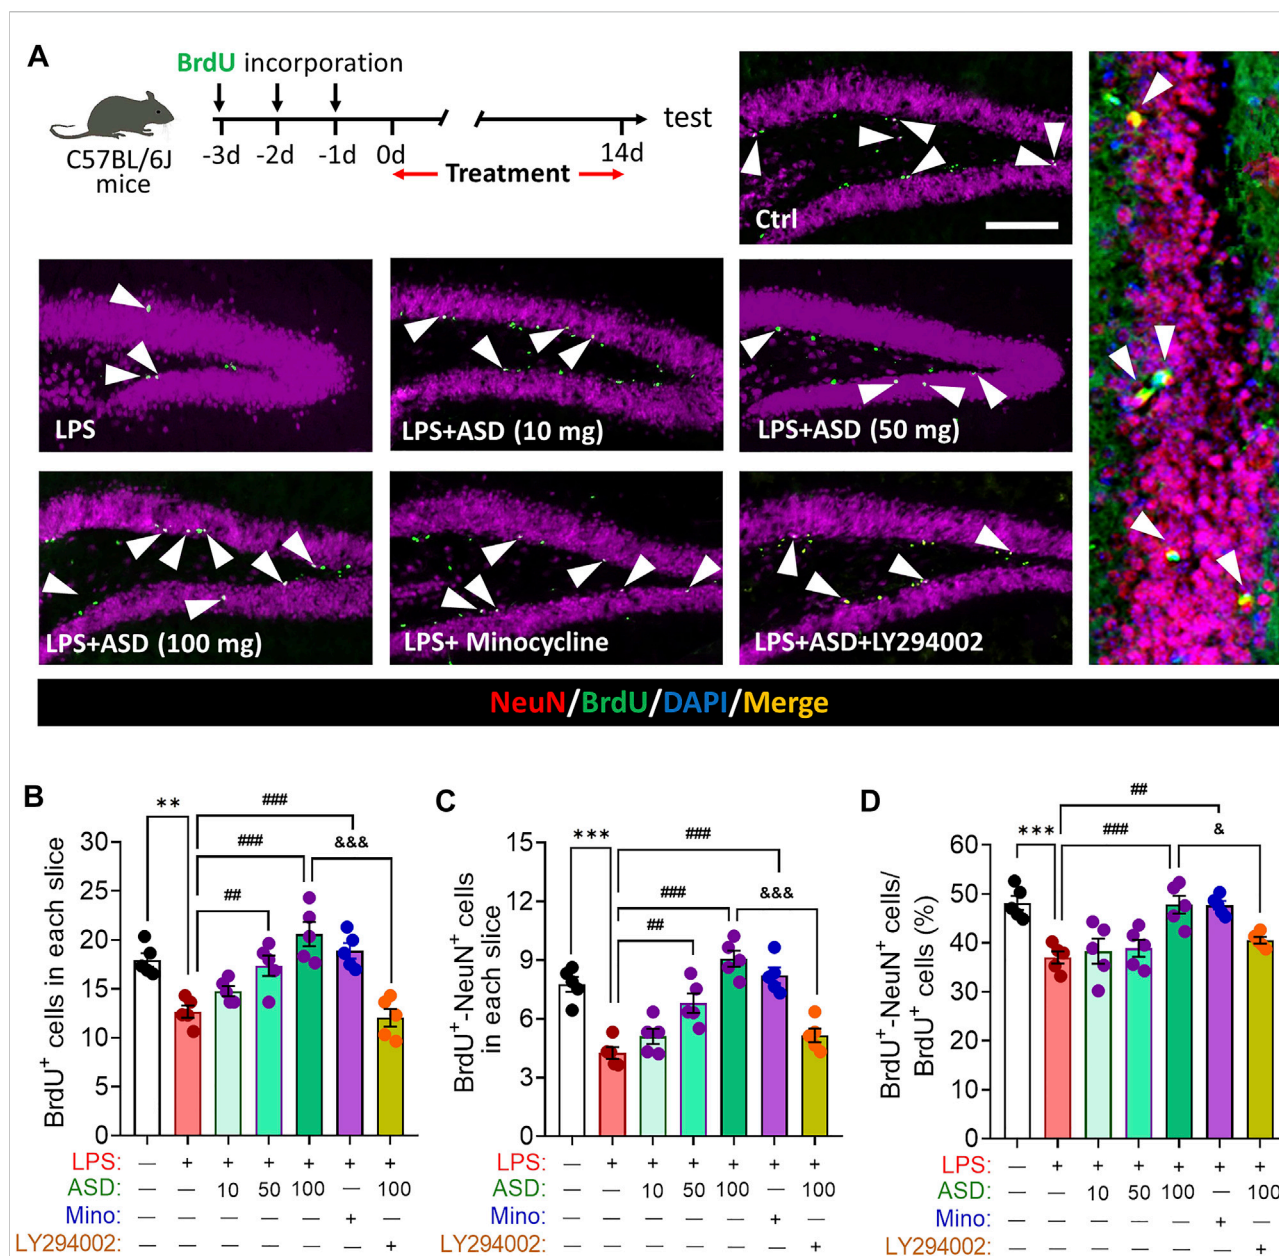 A
BrdU incorporation
C57BL/6J
mice
-3d -2d -1d 0d 14d
test
Treatment
Ctrl
LPS
LPS+ASD (10 mg)
LPS+ASD (50 mg)
LPS+ASD (100 mg)
LPS+ Minocycline
LPS+ASD+LY294002
NeuN/BrdU/DAPI/Merge
B
BrdU+ cells in each slice
30
25
20
15
10
5
0
**
##
###
###
&&&
LPS: — + + + + + +
ASD: — — 10 50 100 — 100
Mino: — — — — — + —
LY294002: — — — — — — +
C
BrdU+-NeuN+ cells
in each slice
15
12
9
6
3
0
***
##
###
###
&&&
LPS: — + + + + + +
ASD: — — 10 50 100 — 100
Mino: — — — — — + —
LY294002: — — — — — — +
D
BrdU+-NeuN+ cells/
BrdU+ cells (%)
60
50
40
30
50
60
0
***
###
##
&
LPS: — + + + + + +
ASD: — — 10 50 100 — 100
Mino: — — — — — + —
LY294002: — — — — — — +